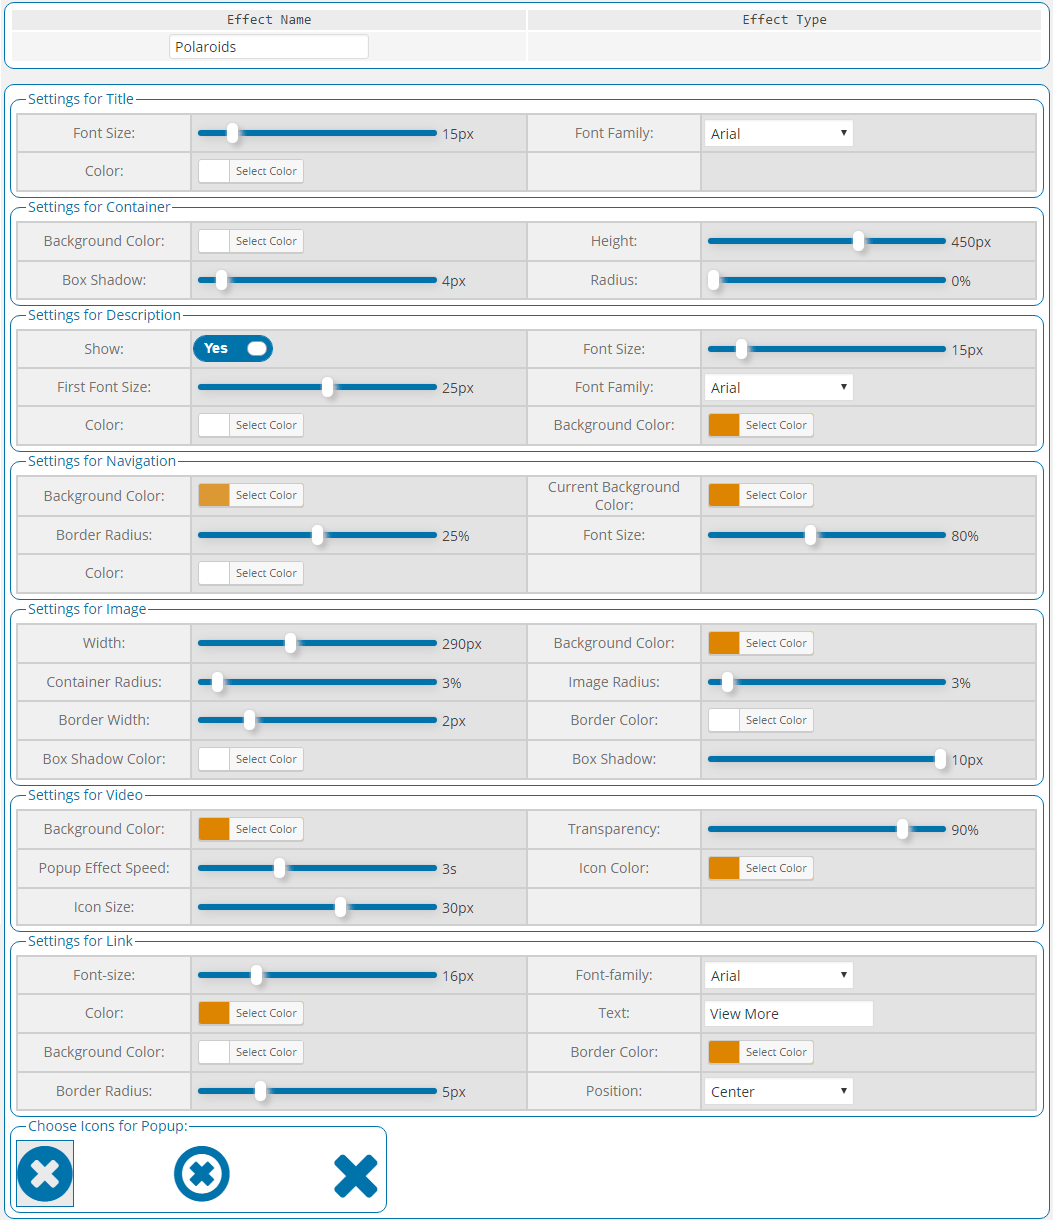 Effect Name Effect Type
Polaroids
Settings for Title
Font Size: 15px Font Family: Arial
Color: Select Color
Settings for Container
Background Color: Select Color Height: 450px
Box Shadow: 4px Radius: 0%
Settings for Description
Show: Yes Font Size: 15px
First Font Size: 25px Font Family: Arial
Color: Select Color Background Color: Select Color
Settings for Navigation
Background Color: Select Color Current Background Color: Select Color
Border Radius: 25% Font Size: 80%
Color: Select Color
Settings for Image
Width: 290px Background Color: Select Color
Container Radius: 3% Image Radius: 3%
Border Width: 2px Border Color: Select Color
Box Shadow Color: Select Color Box Shadow: 10px
Settings for Video
Background Color: Select Color Transparency: 90%
Popup Effect Speed: 3s Icon Color: Select Color
Icon Size: 30px
Settings for Link
Font-size: 16px Font-family: Arial
Color: Select Color Text: View More
Background Color: Select Color Border Color: Select Color
Border Radius: 5px Position: Center
Choose Icons for Popup: